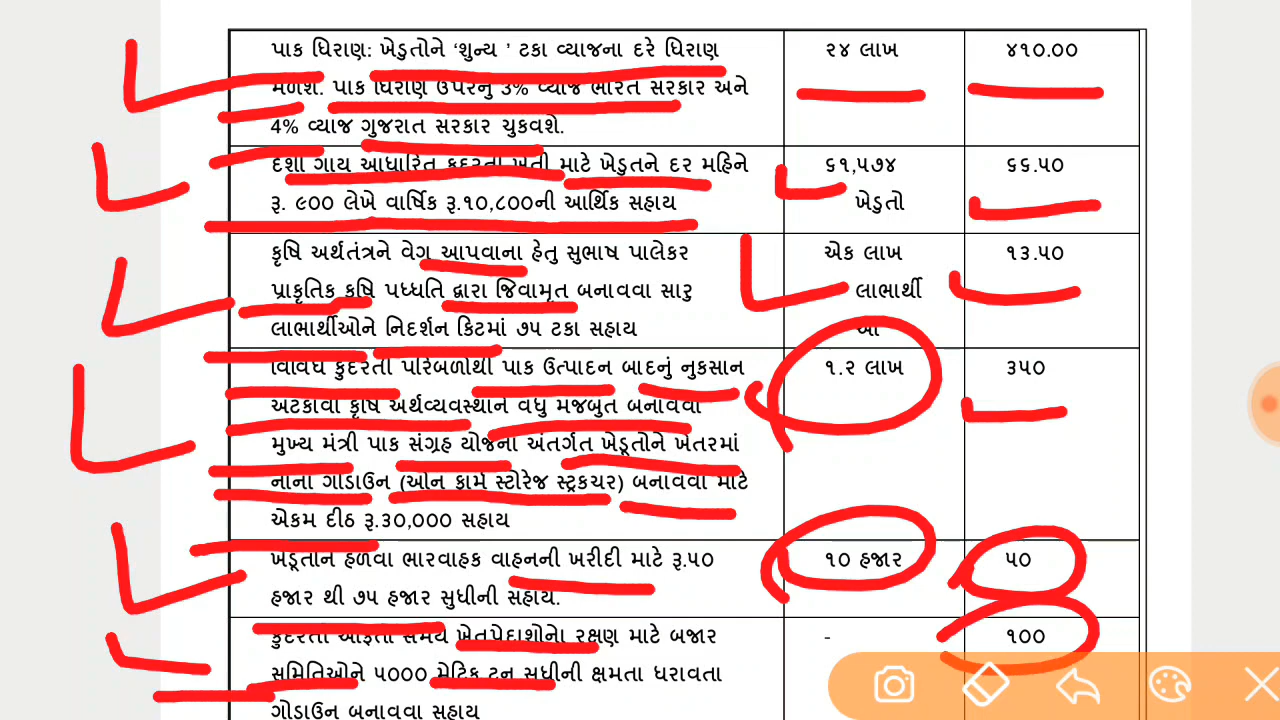 પાક ધિરાણ: ખેડુતોને ‘શુન્ય ’ ટકા વ્યાજના દરે ધિરાણ ૨૪ લાખ ૪૧૦.૦૦
મળશે. પાક ધિરાણ ઉપરનું 3% વ્યાજ ભારત સરકાર અને
4% વ્યાજ ગુજરાત સરકાર ચુકવશે.
દેશી ગાય આધારિત કુદરતી ખેતી માટે ખેડુતને દર મહિને ૬૧,૫૭૪ ૬૬.૫૦
રૂ. ૯૦૦ લેખે વાર્ષિક રૂ.૧૦,૮૦૦ની આર્થિક સહાય ખેડુતો
કૃષિ અર્થતંત્રને વેગ આપવાના હેતુ સુભાષ પાલેકર એક લાખ ૧૩.૫૦
પ્રાકૃતિક કૃષિ પધ્ધતિ દ્વારા જિવામૃત બનાવવા સારુ લાભાર્થી
લાભાર્થીઓને નિદર્શન કિટમાં ૭૫ ટકા સહાય ઓ
વિવિધ કુદરતી પરિબળોથી પાક ઉત્પાદન બાદનું નુકસાન ૧.૨ લાખ ૩૫૦
અટકાવી કૃષિ અર્થવ્યવસ્થાને વધુ મજબુત બનાવવા
મુખ્ય મંત્રી પાક સંગ્રહ યોજના અંતર્ગત ખેડૂતોને ખેતરમાં
નાના ગોડાઉન (ઓન ફાર્મ સ્ટોરેજ સ્ટ્રકચર) બનાવવા માટે
એકમ દીઠ રૂ.30,000 સહાય
ખેડૂતોને હળવા ભારવાહક વાહનની ખરીદી માટે રૂ.૫૦ ૧૦ હજાર ૫૦
હજાર થી ૭૫ હજાર સુધીની સહાય.
કુદરતી આફતો સમયે ખેતપેદાશોનો રક્ષણ માટે બજાર - ૧૦૦
સમિતિઓને ૫૦૦૦ મેટ્રિક ટન સુધીની ક્ષમતા ધરાવતા
ગોડાઉન બનાવવા સહાય